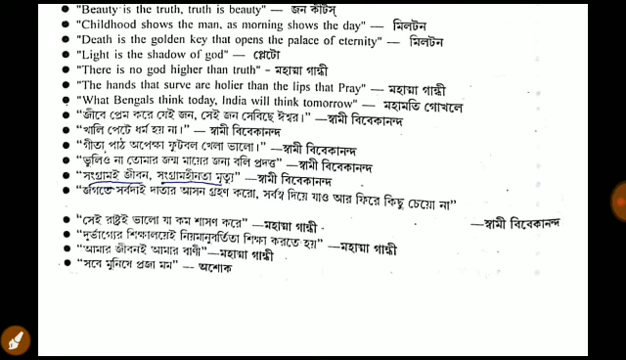 "Beauty is the truth, truth is beauty" — জন কীটস্
"Childhood shows the man, as morning shows the day" — মিলটন
"Death is the golden key that opens the palace of eternity" — মিলটন
"Light is the shadow of god" — প্লেটো
"There is no god higher than truth" - মহাত্মা গান্ধী
"The hands that surve are holier than the lips that Pray" — মহাত্মা গান্ধী
"What Bengals think today, India will think tomorrow" — মহামতি গোখলে
"জীবে প্রেম করে যেই জন, সেই জন সেবিছে ঈশ্বর।" —স্বামী বিবেকানন্দ
"খালি পেটে ধর্ম হয় না।" — স্বামী বিবেকানন্দ
"গীতা পাঠ অপেক্ষা ফুটবল খেলা ভালো।" —স্বামী বিবেকানন্দ
"ভুলিও না তোমার জন্ম মায়ের জন্য বলি প্রদত্ত" —স্বামী বিবেকানন্দ
"সংগ্রামই জীবন, সংগ্রামহীনতা মৃত্যু" —স্বামী বিবেকানন্দ
"জগিতে সর্বদাই দাতার আসন গ্রহণ করো, সর্বস্ব দিয়ে যাও আর ফিরে কিছু চেয়ো না"
—স্বামী বিবেকানন্দ
"সেই রাষ্ট্রই ভালো যা কম শাসণ করে" —মহাত্মা গান্ধী
"দুর্ভাগ্যের শিক্ষালয়েই নিয়মানুবর্তিতা শিক্ষা করতে হয়" —মহাত্মা গান্ধী
"আমার জীবনই আমার বাণী" —মহাত্মা গান্ধী
"সবে মুনিষে প্রজা মম" — অশোক